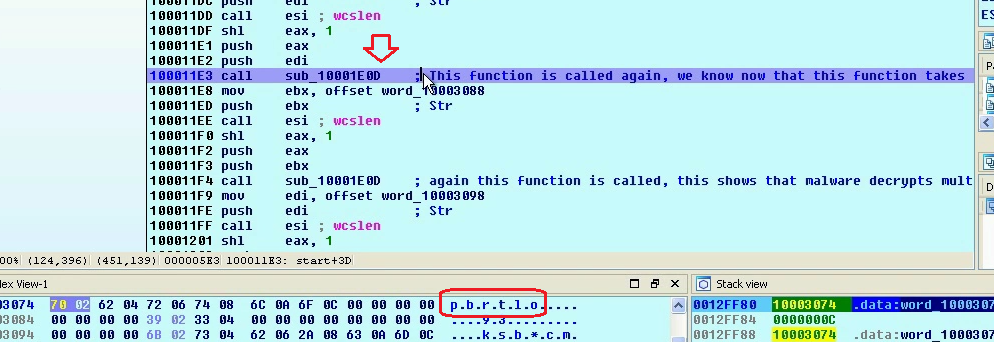 100011DC push    edi             ; Str
100011DD call    esi ; wcslen
100011DF shl     eax, 1
100011E1 push    eax
100011E2 push    edi
100011E3 call    sub_10001E0D    ; This function is called again, we know now that this function takes
100011E8 mov     ebx, offset word_10003088
100011ED push    ebx             ; Str
100011EE call    esi ; wcslen
100011F0 shl     eax, 1
100011F2 push    eax
100011F3 push    ebx
100011F4 call    sub_10001E0D    ; again this function is called, this shows that malware decrypts mult
100011F9 mov     edi, offset word_10003098
100011FE push    edi             ; Str
100011FF call    esi ; wcslen
10001201 shl     eax, 1
00% (124,396) (451,139) 000005E3 100011E3: start+3D
ES
Pa
D
ex View-1
03074 70 02 62 04 72 06 74 08  6C 0A 6F 0C 00 00 00 00 p.b.r.t.l.o.....
03084 00 00 00 00 39 02 33 04  00 00 00 00 00 00 00 00 ....9.3.........
03094 00 00 00 00 6B 02 73 04  62 06 2A 08 63 0A 6D 0C ....k.s.b.*.c.m.
Stack view
0012FF80 10003074 .data:word_1000307
0012FF84 0000000C
0012FF88 10003074 .data:word_1000307